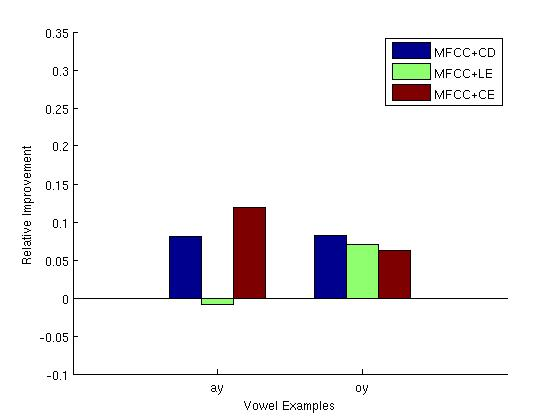 0.35
0.3
0.25
0.2
0.15
0.1
0.05
0
-0.05
-0.1
Relative Improvement
MFCC+CD
MFCC+LE
MFCC+CE
ay
oy
Vowel Examples